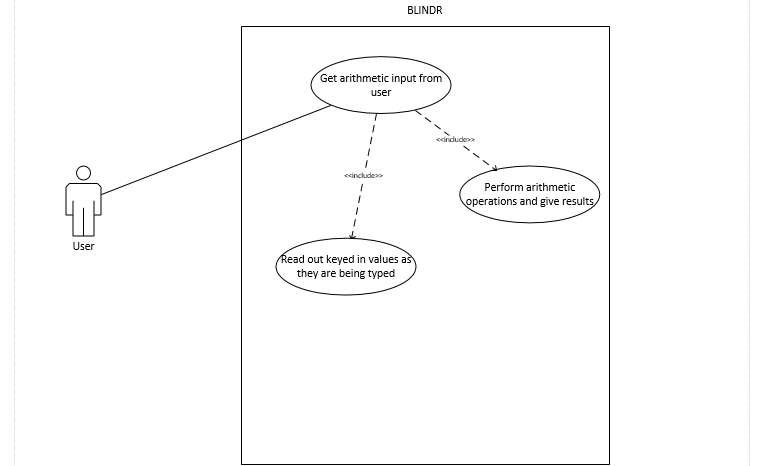 BLINDR
Get arithmetic input from
user
<<include>>
<<include>>
Perform arithmetic
operations and give results
User
Read out keyed in values as
they are being typed